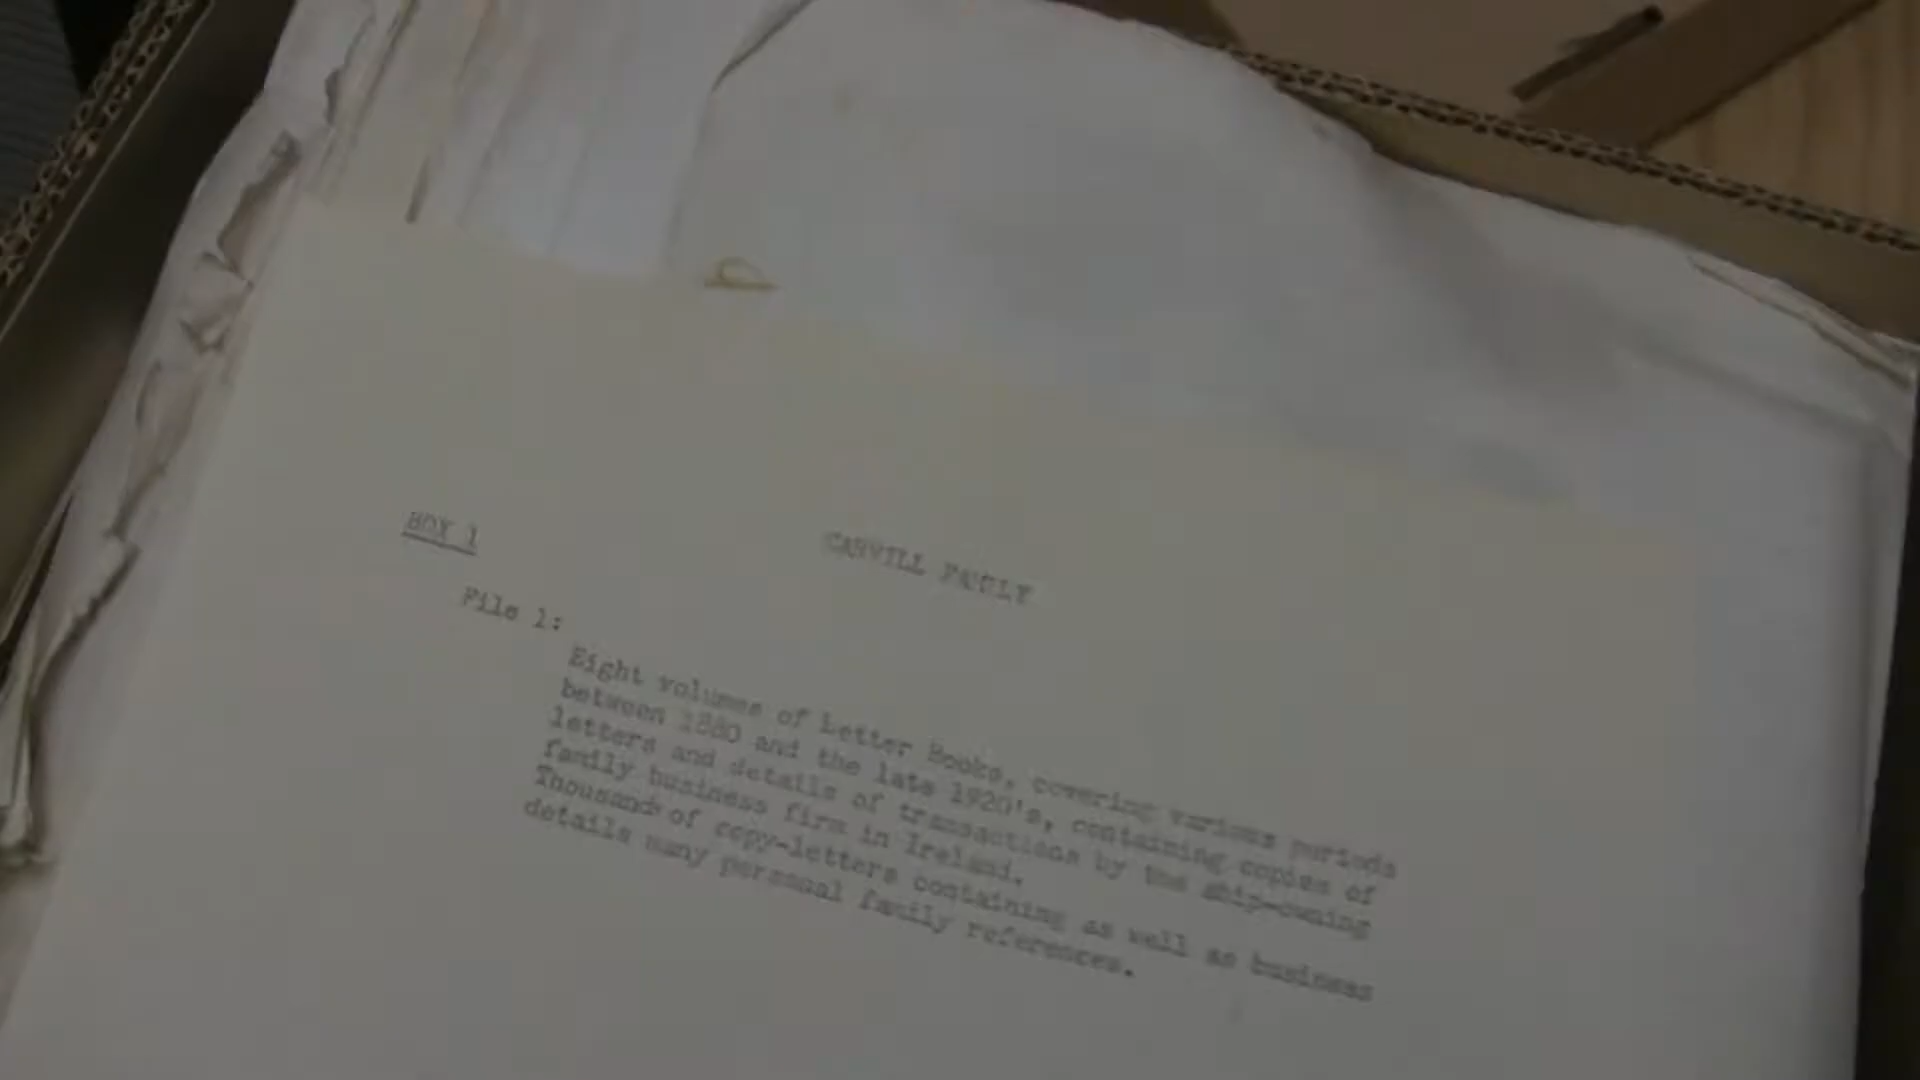 BOX 1
CARVILL FAMILY
File 1:
Eight volumes of Letter Books, covering various periods
between 1880 and the late 1920's, containing copies of
letters and details of transactions by the ship-owning
family business firm in Ireland.
Thousands of copy-letters containing as well as business
details many personal family references.